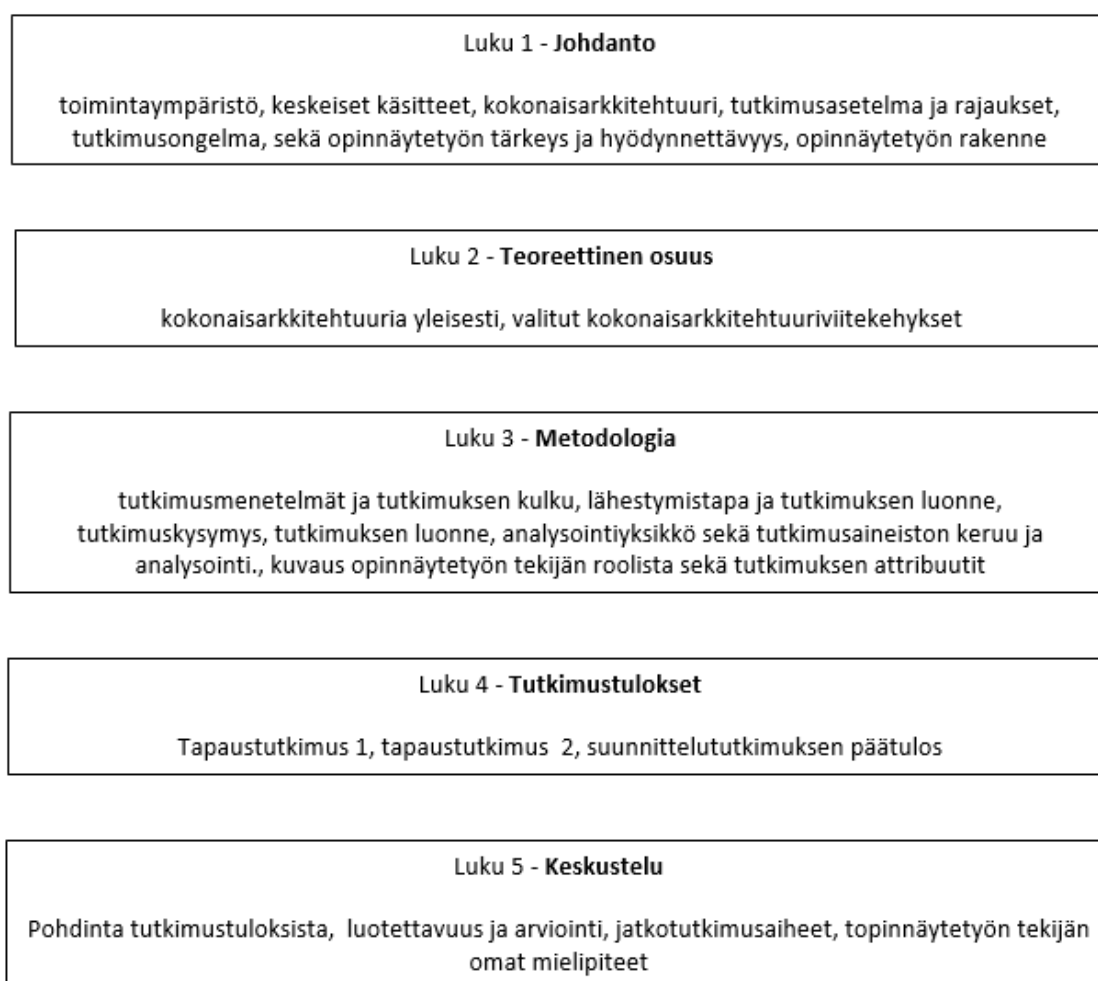 Luku 1 - Johdanto
toimintaympäristö, keskeiset käsitteet, kokonaisarkkitehtuuri, tutkimusasetelma ja rajaukset,
tutkimusongelma, sekä opinnäytetyön tärkeys ja hyödynnettävyys, opinnäytetyön rakenne
Luku 2 - Teoreettinen osuus
kokonaisarkkitehtuuria yleisesti, valitut kokonaisarkkitehtuuriviitekehykset
Luku 3 - Metodologia
tutkimusmenetelmät ja tutkimuksen kulku, lähestymistapa ja tutkimuksen luonne,
tutkimuskysymys, tutkimuksen luonne, analysointiyksikkö sekä tutkimusaineiston keruu ja
analysointi., kuvaus opinnäytetyön tekijän roolista sekä tutkimuksen attribuutit
Luku 4 - Tutkimustulokset
Tapaustutkimus 1, tapaustutkimus  2, suunnittelututkimuksen päätulos
Luku 5 - Keskustelu
Pohdinta tutkimustuloksista,  luotettavuus ja arviointi, jatkotutkimusaiheet, topinnäytetyön tekijän
omat mielipiteet